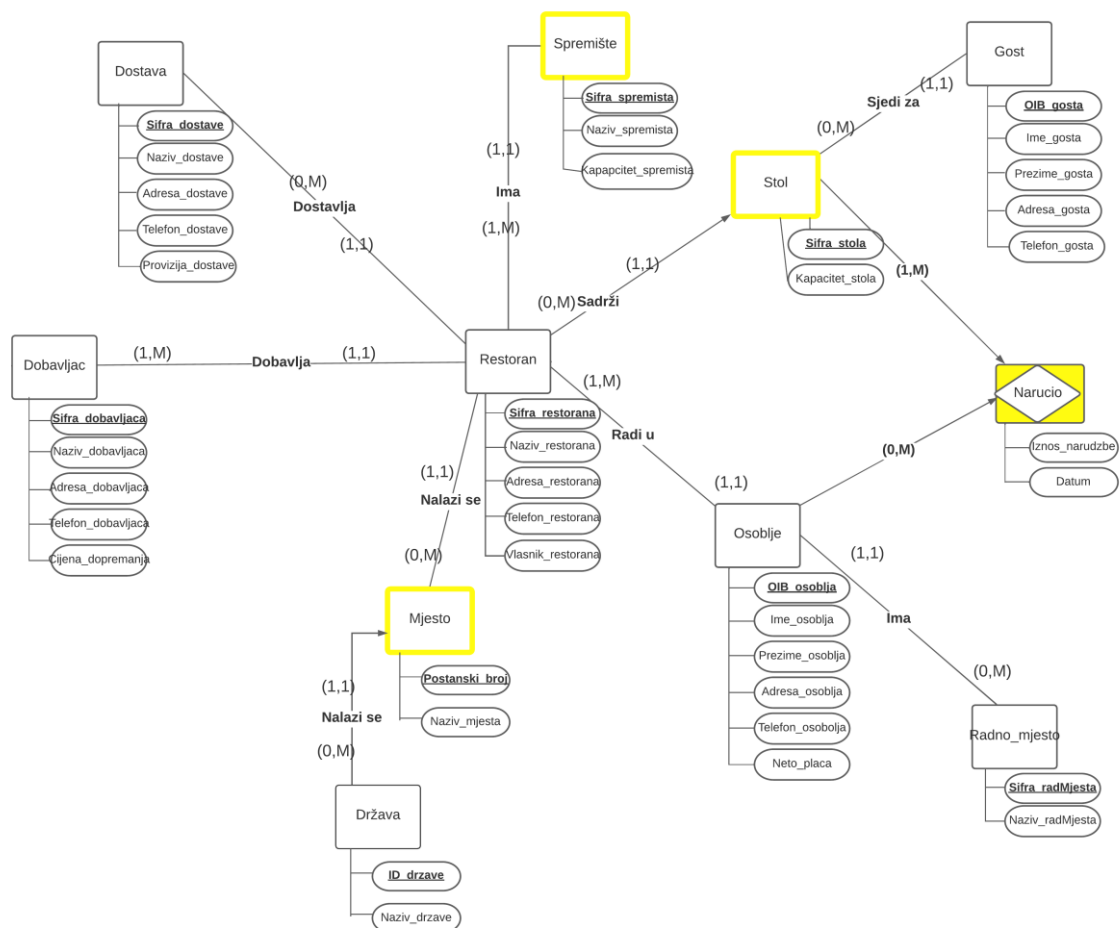 Dostava
Sifra_dostave
Naziv_dostave
Adresa_dostave
Telefon_dostave
Provizija_dostave
(0,M)
Dostavlja
(1,1)
Spremište
Sifra_spremista
Naziv_spremista
Kapapcitet_spremista
(1,1)
Ima
(1,M)
Gost
OIB_gosta
Ime_gosta
Prezime_gosta
Adresa_gosta
Telefon_gosta
(1,1)
Sjedi za
(0,M)
Stol
Sifra_stola
Kapacitet_stola
(1,1)
(0,M)
Sadrži
(1,M)
Dobavljac
Sifra_dobavljaca
Naziv_dobavljaca
Adresa_dobavljaca
Telefon_dobavljaca
Cijena_dopremanja
(1,M)
Dobavlja
(1,1)
Restoran
Sifra_restorana
Naziv_restorana
Adresa_restorana
Telefon_restorana
Vlasnik_restorana
Narucio
Iznos_narudzbe
Datum
(1,M)
Radi u
(1,1)
(0,M)
(1,1)
Nalazi se
(0,M)
Osoblje
OIB_osoblja
Ime_osoblja
Prezime_osoblja
Adresa_osoblja
Telefon_osobolja
Neto_placa
(1,1)
Ima
(0,M)
Mjesto
Postanski_broj
Naziv_mjesta
(1,1)
Nalazi se
(0,M)
Radno_mjesto
Sifra_radMjesta
Naziv_radMjesta
Država
ID_drzave
Naziv_drzave